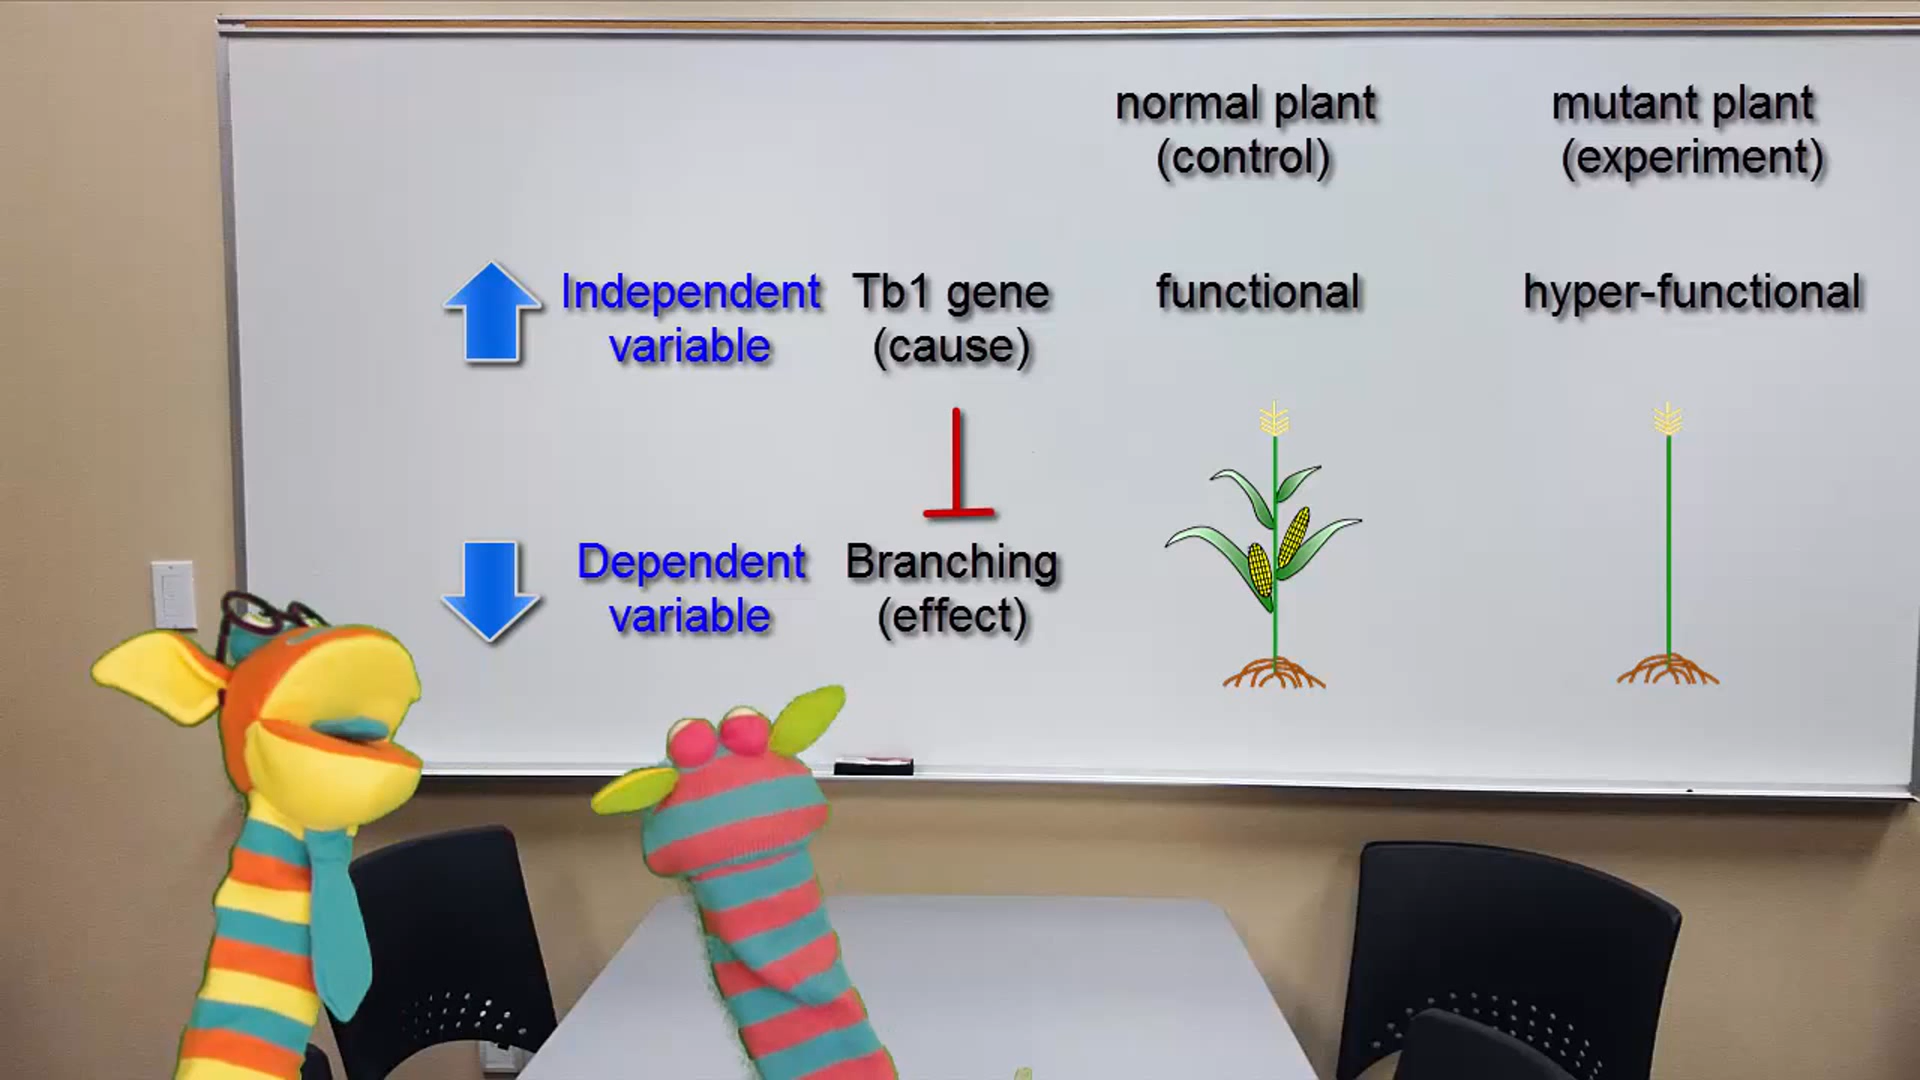 normal plant
(control)
mutant plant
(experiment)
Independent
variable
Tb1 gene
(cause)
functional
hyper-functional
Dependent
variable
Branching
(effect)